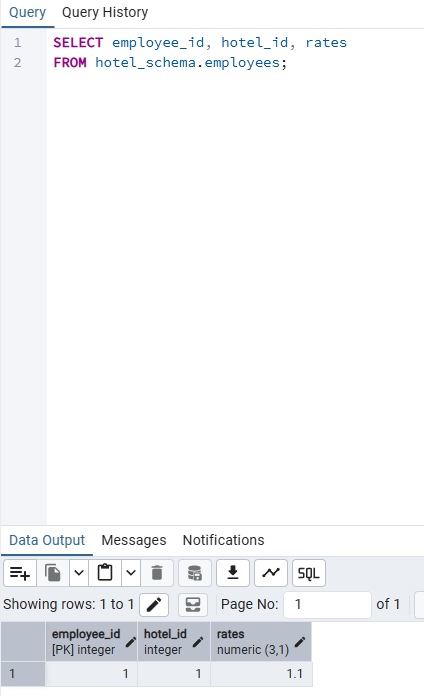 Query Query History
1 SELECT employee_id, hotel_id, rates
2 FROM hotel_schema.employees;
Data Output Messages Notifications
SQL
Showing rows: 1 to 1 Page No: 1 of 1
employee_id hotel_id rates
[PK] integer integer numeric (3,1)
1 1 1 1.1